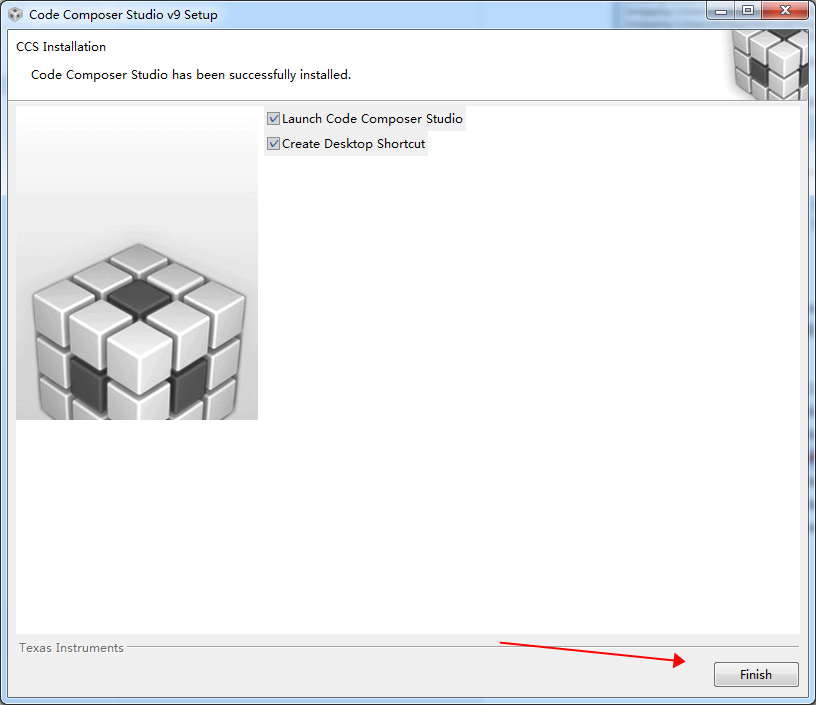 Code Composer Studio v9 Setup
CCS Installation
Code Composer Studio has been successfully installed.
Launch Code Composer Studio
Create Desktop Shortcut
Texas Instruments
Finish